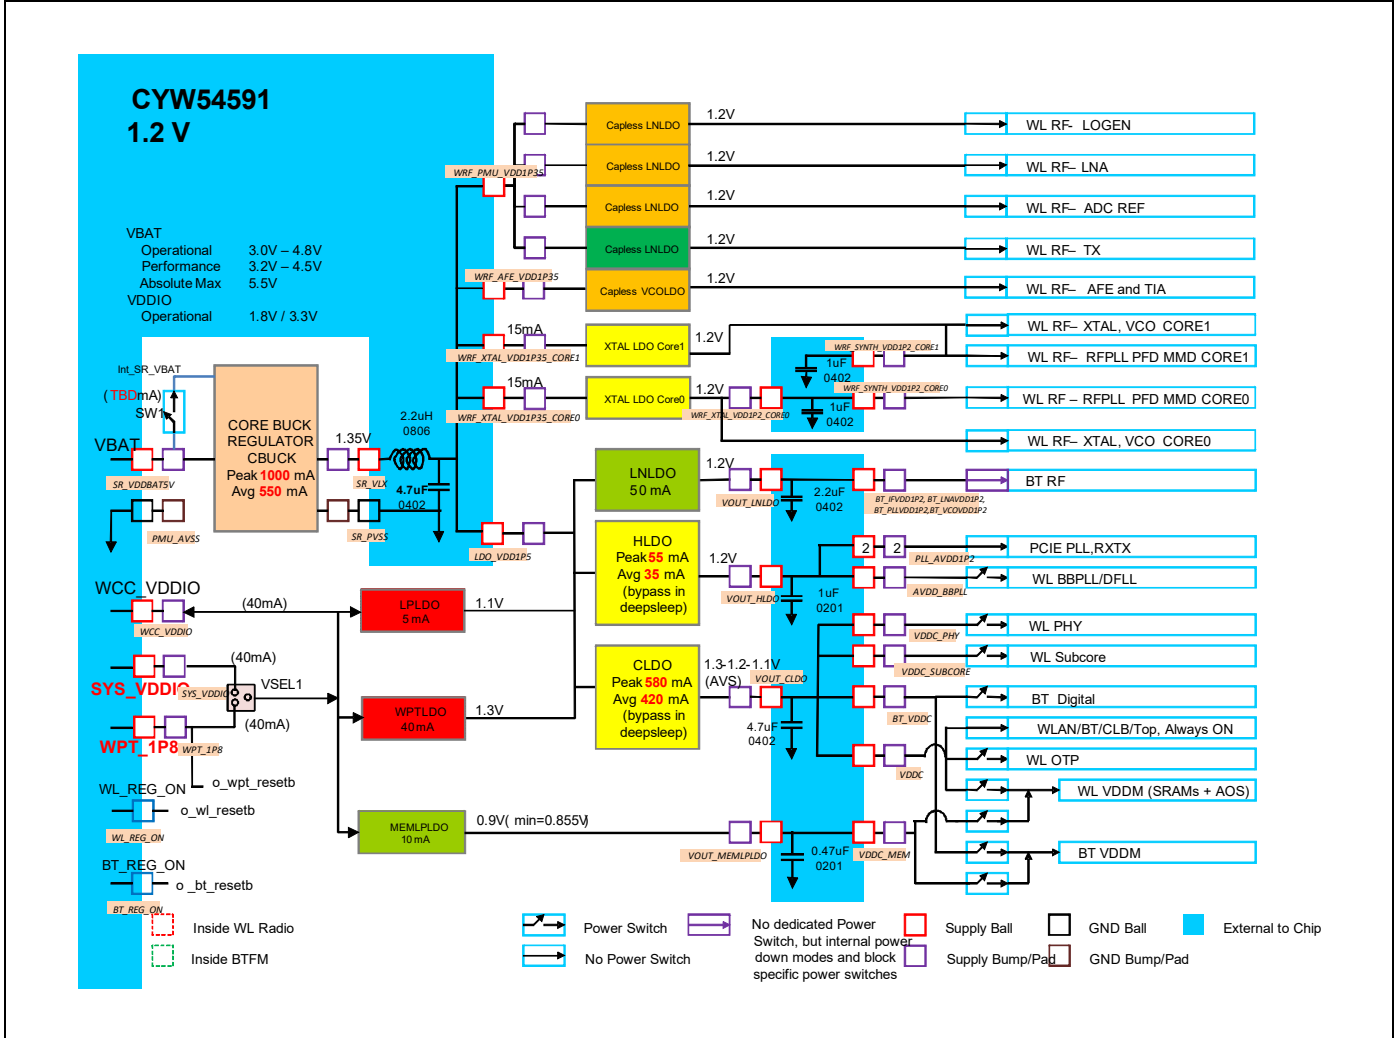 CYW54591
1.2 V
VBAT
Operational 3.0V – 4.8V
Performance 3.2V – 4.5V
Absolute Max 5.5V
VDDIO
Operational 1.8V / 3.3V
Int_SR_VBAT
(TBDmA)
SW1
VBAT
SR_VDDBAT5V
PMU_AVSS
CORE BUCK
REGULATOR
CBUCK
Peak 1000 mA
Avg 550 mA
1.35V
SR_VLX
SR_PVSS
2.2uH
0806
4.7uF
0402
WRF_PMU_VDD1P35
WRF_AFE_VDD1P35
15mA
WRF_XTAL_VDD1P35_CORE1
15mA
WRF_XTAL_VDD1P35_CORE0
LDO_VDD1P5
Capless LNLDO
1.2V
WL RF- LOGEN
Capless LNLDO
1.2V
WL RF– LNA
Capless LNLDO
1.2V
WL RF– ADC REF
Capless LNLDO
1.2V
WL RF– TX
Capless VCOLDO
1.2V
WL RF– AFE and TIA
XTAL LDO Core1
1.2V
WL RF– XTAL, VCO CORE1
WRF_SYNTH_VDD1P2_CORE1
1uF
0402
WL RF– RFPLL PFD MMD CORE1
XTAL LDO Core0
1.2V
WRF_XTAL_VDD1P2_CORE0
WRF_SYNTH_VDD1P2_CORE0
1uF
0402
WL RF – RFPLL PFD MMD CORE0
WL RF– XTAL, VCO CORE0
LNLDO
50 mA
1.2V
VOUT_LNLDO
2.2uF
0402
BT_IFVDD1P2, BT_LNAVDD1P2,
BT_PLLVDD1P2,BT_VCOVDD1P2
BT RF
HLDO
Peak 55 mA
Avg 35 mA
(bypass in
deepsleep)
1.2V
VOUT_HLDO
1uF
0201
2 2
PLL_AVDD1P2
PCIE PLL,RXTX
AVDD_BBPLL
WL BBPLL/DFLL
CLDO
Peak 580 mA
Avg 420 mA
(bypass in
deepsleep)
1.3-1.2-1.1V
(AVS)
VOUT_CLDO
4.7uF
0402
VDDC_PHY
WL PHY
VDDC_SUBCORE
WL Subcore
BT_VDDC
BT Digital
WLAN/BT/CLB/Top, Always ON
VDDC
WL OTP
WL VDDM (SRAMs + AOS)
BT VDDM
WCC_VDDIO
WCC_VDDIO
(40mA)
LPLDO
5 mA
1.1V
SYS_VDDIO
SYS_VDDIO
(40mA)
VSEL1
(40mA)
WPTLDO
40mA
1.3V
WPT_1P8
WPT_1P8
o_wpt_resetb
WL_REG_ON
o_wl_resetb
WL_REG_ON
MEMLPLDO
10 mA
0.9V( min=0.855V)
VOUT_MEMLPLDO
0.47uF
0201
VDDC_MEM
BT_REG_ON
o_bt_resetb
BT_REG_ON
Inside WL Radio
Inside BTFM
Power Switch
No Power Switch
No dedicated Power
Switch, but internal power
down modes and block
specific power switches
Supply Ball
Supply Bump/Pad
GND Ball
GND Bump/Pad
External to Chip